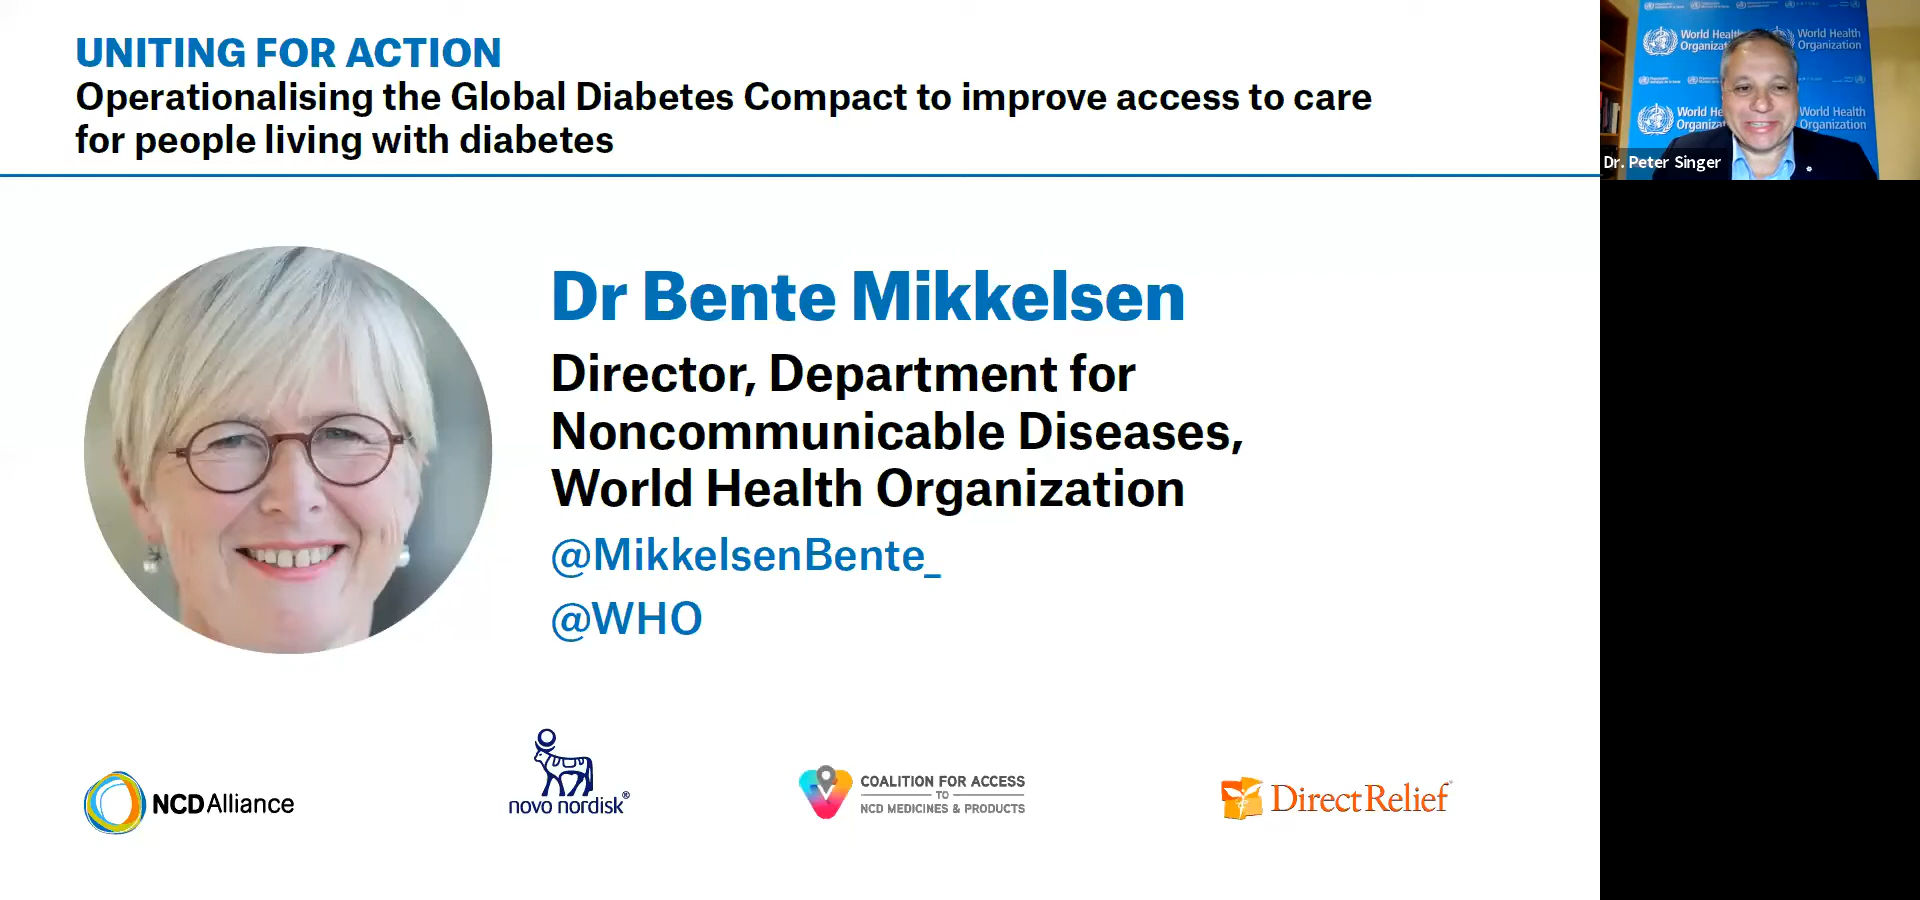 UNITING FOR ACTION
Operationalising the Global Diabetes Compact to improve access to care
for people living with diabetes
Dr Bente Mikkelsen
Director, Department for
Noncommunicable Diseases,
World Health Organization
@MikkelsenBente_
@WHO
NCDAlliance
novo nordisk®
COALITION FOR ACCESS
TO
NCD MEDICINES & PRODUCTS
DirectRelief
World Health
Organization
World Health
Organization
Dr. Peter Singer